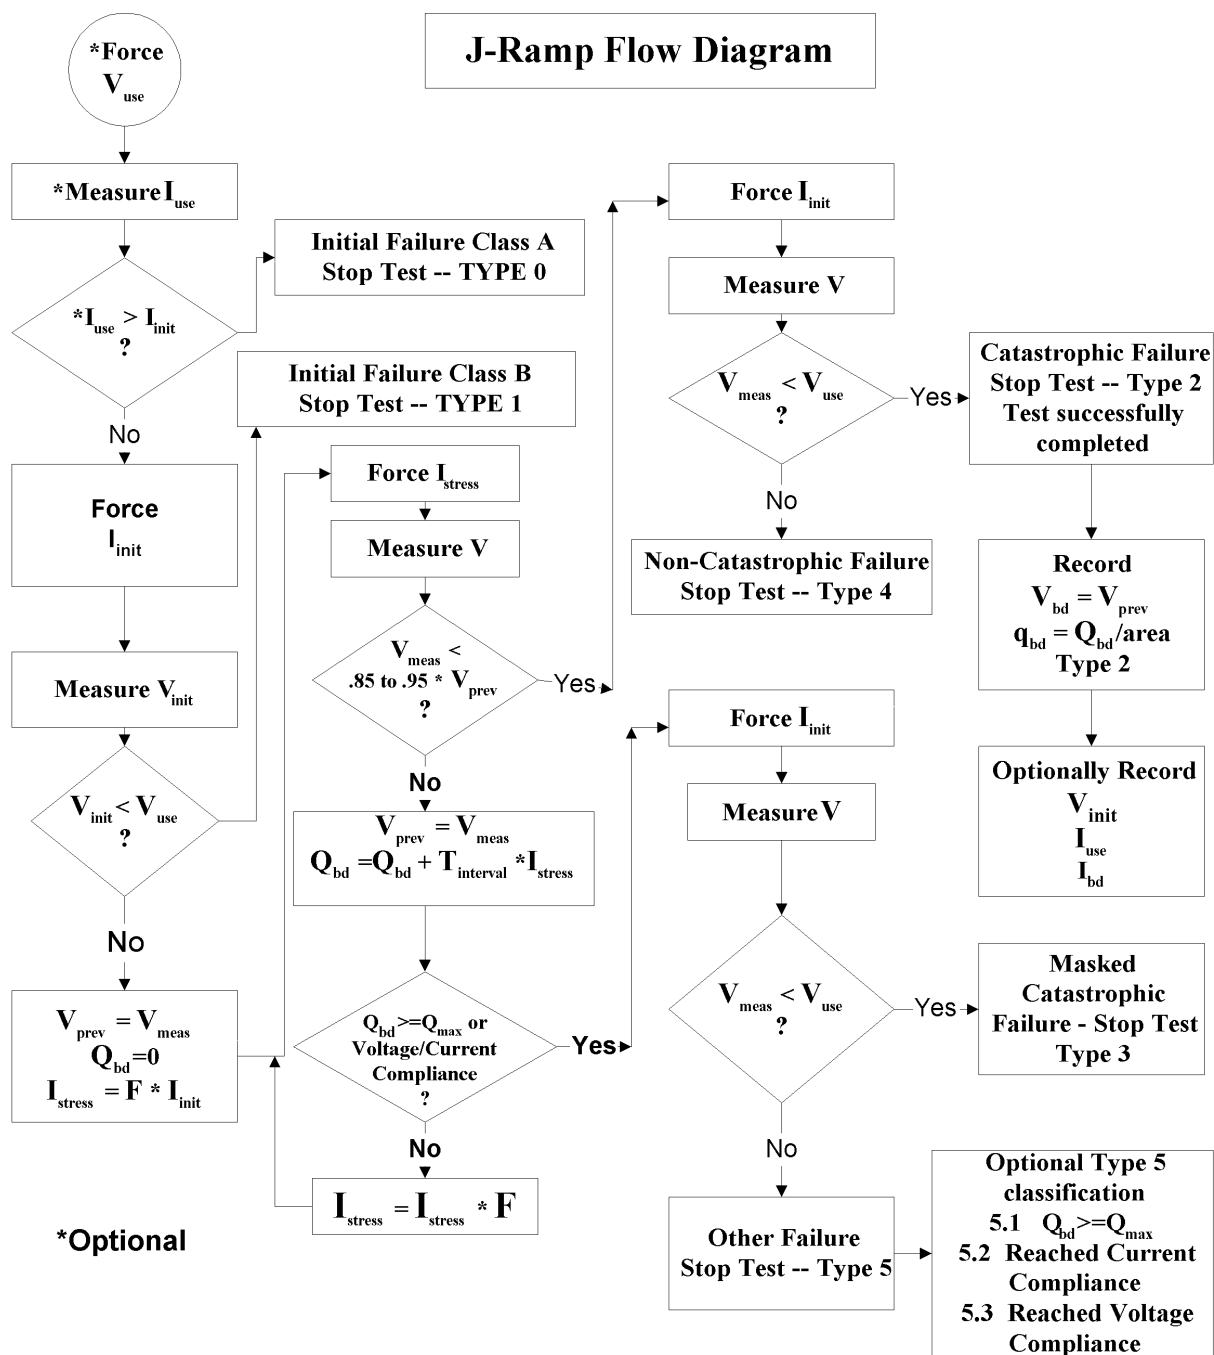 J-Ramp Flow Diagram
*Force
Vuse
*Measure Iuse
*Iuse > Iinit
?
No
Initial Failure Class A
Stop Test -- TYPE 0
Force
Iinit
Measure Vinit
Vinit < Vuse
?
No
Initial Failure Class B
Stop Test -- TYPE 1
Vprev = Vmeas
Qbd =0
Istress = F * Iinit
Force Istress
Measure V
Vmeas <
.85 to .95 * Vprev
?
Yes
No
Vprev = Vmeas
Qbd =Qbd + Tinterval *Istress
Qbd >=Qmax or
Voltage/Current
Compliance
?
Yes
No
Istress = Istress * F
Force Iinit
Measure V
Vmeas < Vuse
?
Yes
No
Non-Catastrophic Failure
Stop Test -- Type 4
Catastrophic Failure
Stop Test -- Type 2
Test successfully
completed
Record
Vbd = Vprev
qbd = Qbd /area
Type 2
Optionally Record
Vinit
Iuse
Ibd
Force Iinit
Measure V
Vmeas < Vuse
?
Yes
No
Masked
Catastrophic
Failure - Stop Test
Type 3
Other Failure
Stop Test -- Type 5
Optional Type 5
classification
5.1 Qbd >=Qmax
5.2 Reached Current
Compliance
5.3 Reached Voltage
Compliance
*Optional